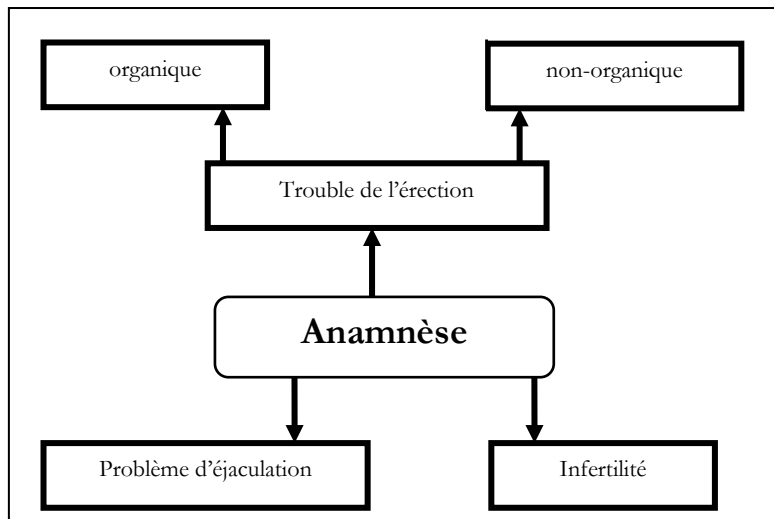 organique
non-organique
Trouble de l'érection
Anamnèse
Problème d'éjaculation
Infertilité